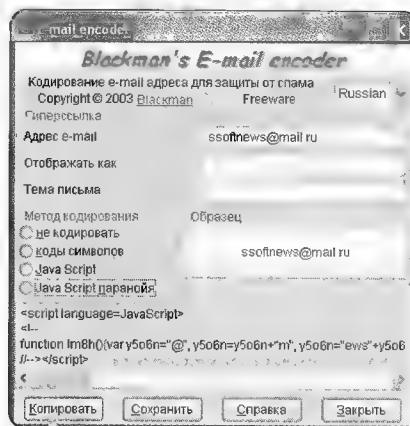 E-mail encoder
Blackman's E-mail encoder
Кодирование e-mail адреса для защиты от спама
Copyright © 2003 Blackman Freeware Russian
Гиперссылка
Адрес e-mail ssoftnews@mail ru
Отображать как
Тема письма
Метод кодирования Образец
не кодировать
коды символов ssoftnews@mail ru
Java Script
Java Script паранойя
<script language=JavaScript>
<!--
function lm8h(){var y5o6n="@", y5o6n=y5o6n+"m", y5o6n="ews"+y5o6
//--></script>
Копировать Сохранить Справка Закрыть